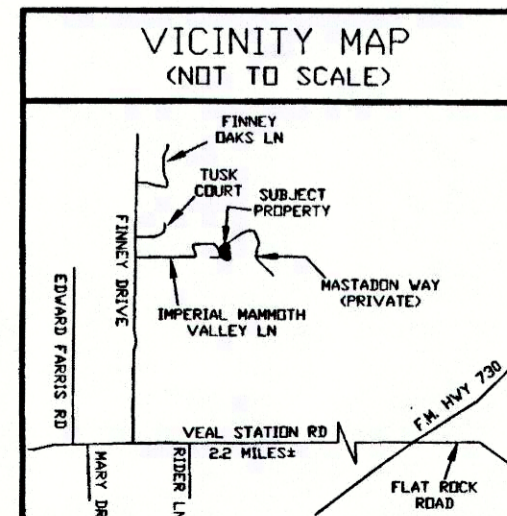 VICINITY MAP
(NOT TO SCALE)
FINNEY
OAKS LN
TUSK
COURT
SUBJECT
PROPERTY
FINNEY DRIVE
MASTADON WAY
(PRIVATE)
IMPERIAL MAMMOTH
VALLEY LN
EDWARD FARRIS RD
F.M. HWY 730
VEAL STATION RD
2.2 MILES±
MARY DR
RIDER LN
FLAT ROCK
ROAD